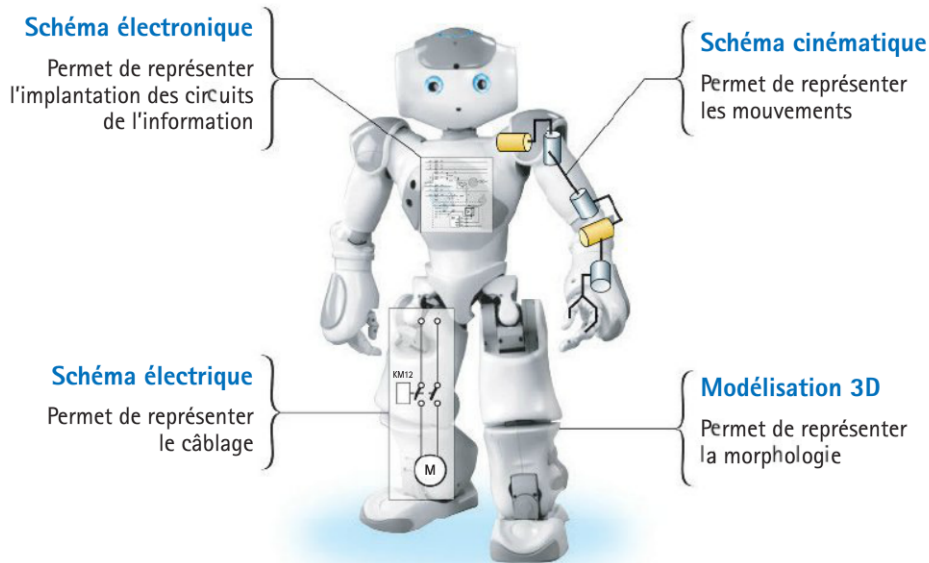 Schéma électronique
Permet de représenter
l'implantation des circuits
de l'information
Schéma cinématique
Permet de représenter
les mouvements
Schéma électrique
Permet de représenter
le câblage
KM12
M
Modélisation 3D
Permet de représenter
la morphologie